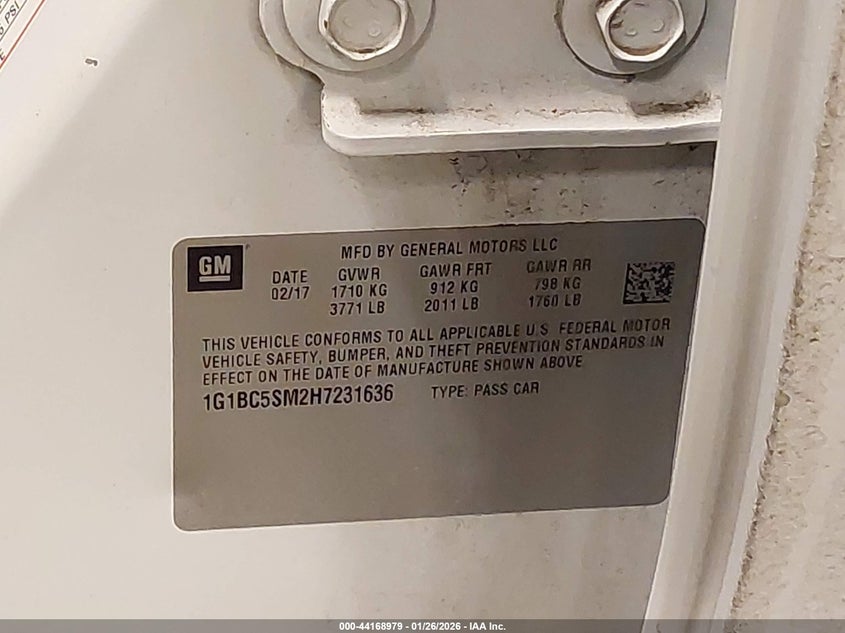 S PSI
GM
MFD BY GENERAL MOTORS LLC
DATE GVWR GAWR FRT GAWR RR
02/17 1710 KG 912 KG 798 KG
3771 LB 2011 LB 1760 LB
THIS VEHICLE CONFORMS TO ALL APPLICABLE U.S. FEDERAL MOTOR
VEHICLE SAFETY, BUMPER, AND THEFT PREVENTION STANDARDS IN
EFFECT ON THE DATE OF MANUFACTURE SHOWN ABOVE
1G1BC5SM2H7231636 TYPE: PASS CAR
000-44168979 - 01/26/2026 - IAA Inc.